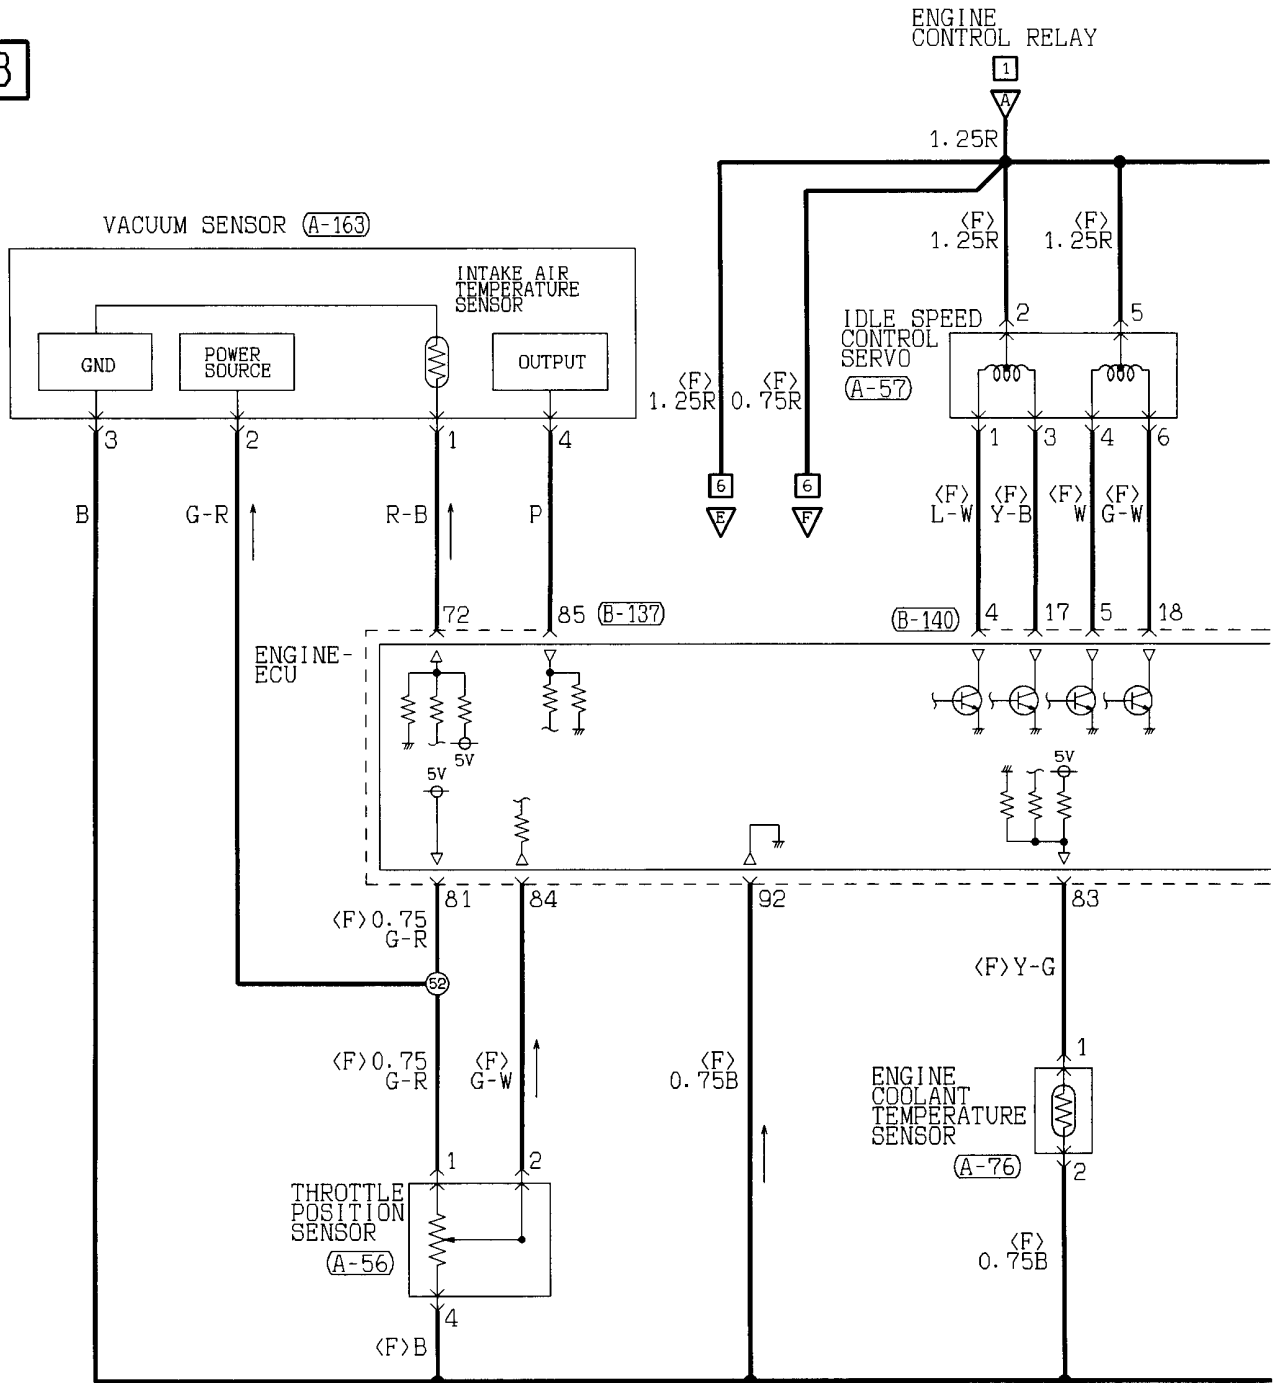 ENGINE
CONTROL RELAY
1
A
1.25R
VACUUM SENSOR A-163
INTAKE AIR
TEMPERATURE
SENSOR
GND
POWER
SOURCE
OUTPUT
3
2
1
4
B
G-R
R-B
P
<F>
1.25R
<F>
0.75R
6
E
6
F
<F>
1.25R
<F>
1.25R
2
5
IDLE SPEED
CONTROL
SERVO
A-57
1
3
4
6
<F>
L-W
<F>
Y-B
<F>
W
<F>
G-W
72
85
B-137
B-140
4
17
5
18
ENGINE-
ECU
5V
5V
5V
81
84
92
83
<F>0.75
G-R
52
<F>0.75
G-R
<F>
G-W
<F>
0.75B
<F>Y-G
1
ENGINE
COOLANT
TEMPERATURE
SENSOR
A-76
2
<F>
0.75B
1
2
THROTTLE
POSITION
SENSOR
A-56
4
<F>B